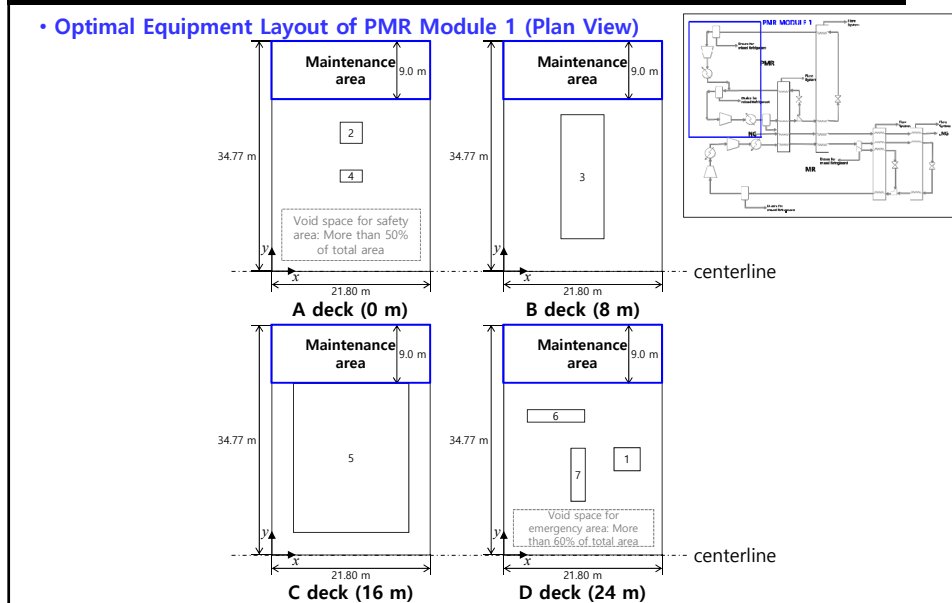 • Optimal Equipment Layout of PMR Module 1 (Plan View)
PMR MODULE 1
PMR
NG
MR
LNG
Maintenance
area
9.0 m
2
4
34.77 m
Void space for safety
area: More than 50%
of total area
y
x
21.80 m
A deck (0 m)
Maintenance
area
9.0 m
3
34.77 m
y
x
21.80 m
B deck (8 m)
centerline
Maintenance
area
9.0 m
5
34.77 m
y
x
21.80 m
C deck (16 m)
Maintenance
area
9.0 m
6
1
7
34.77 m
Void space for
emergency area: More
than 60% of total area
y
x
21.80 m
D deck (24 m)
centerline